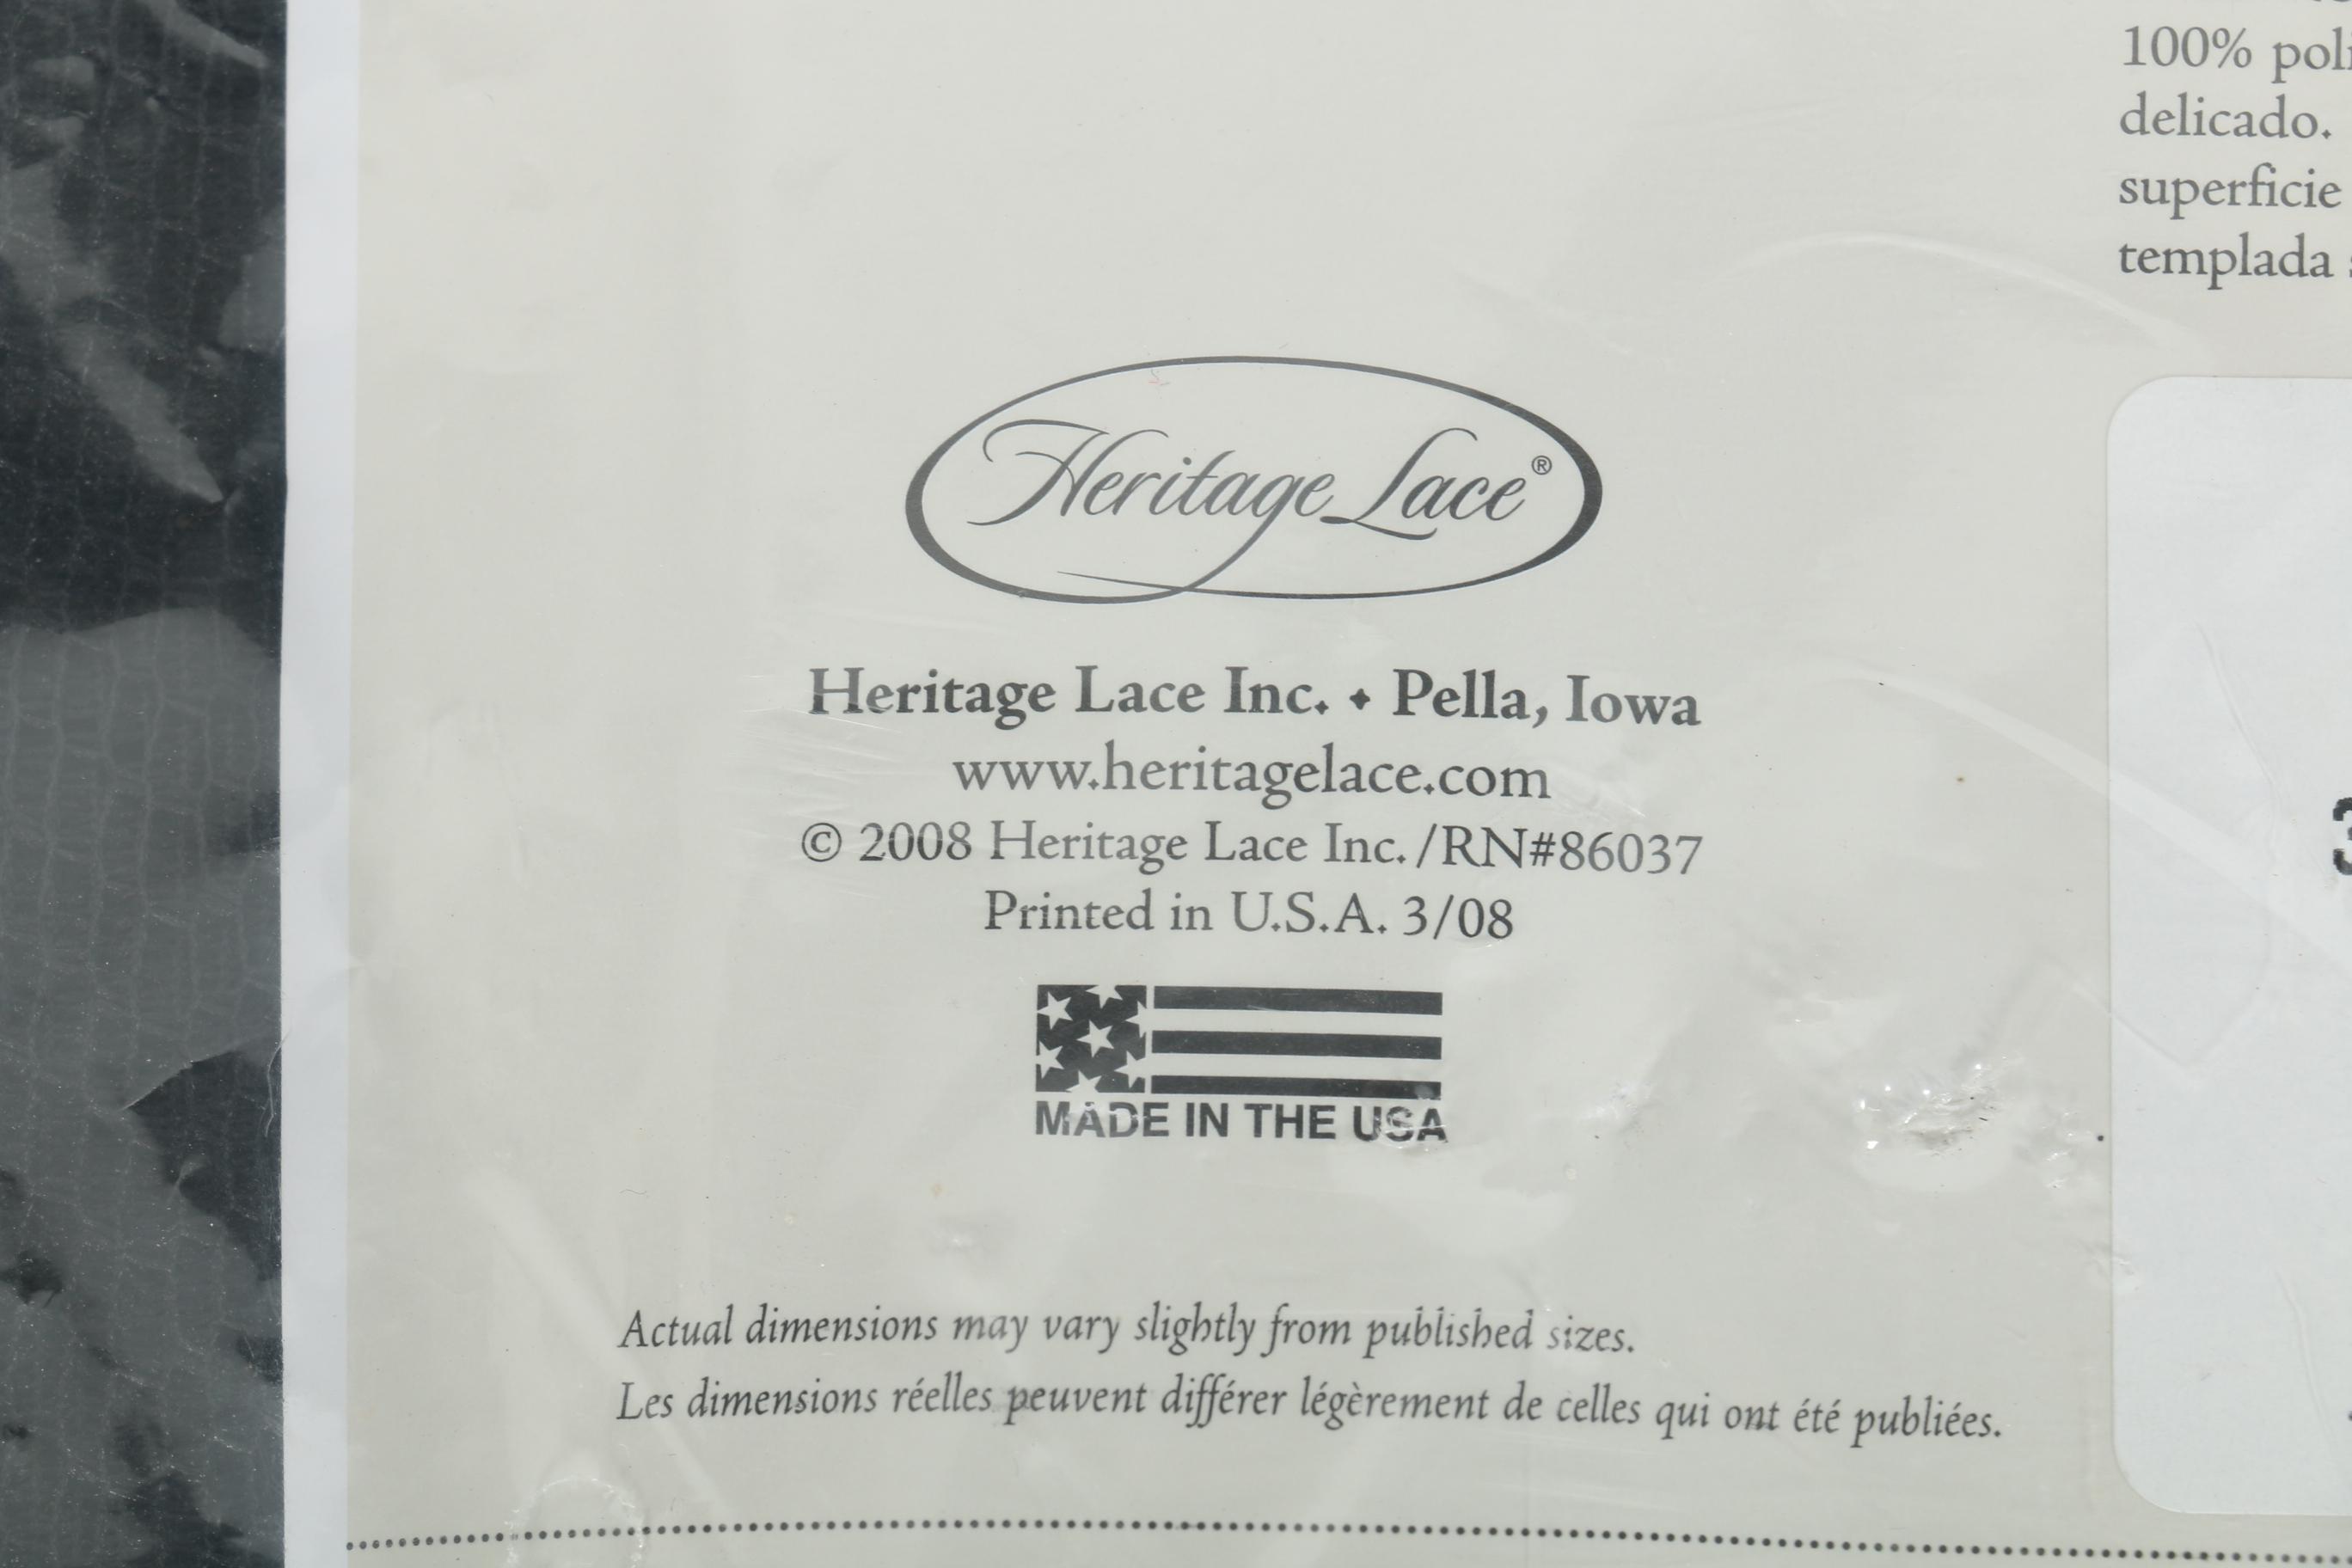 100%
delicado.
superficie
templada
Heritage Lace®
Heritage Lace Inc. • Pella, Iowa
www.heritagelace.com
© 2008 Heritage Lace Inc./RN#86037
Printed in U.S.A. 3/08
MADE IN THE USA
Actual dimensions may vary slightly from published sizes.
Les dimensions réelles peuvent différer légèrement de celles qui ont été publiées.